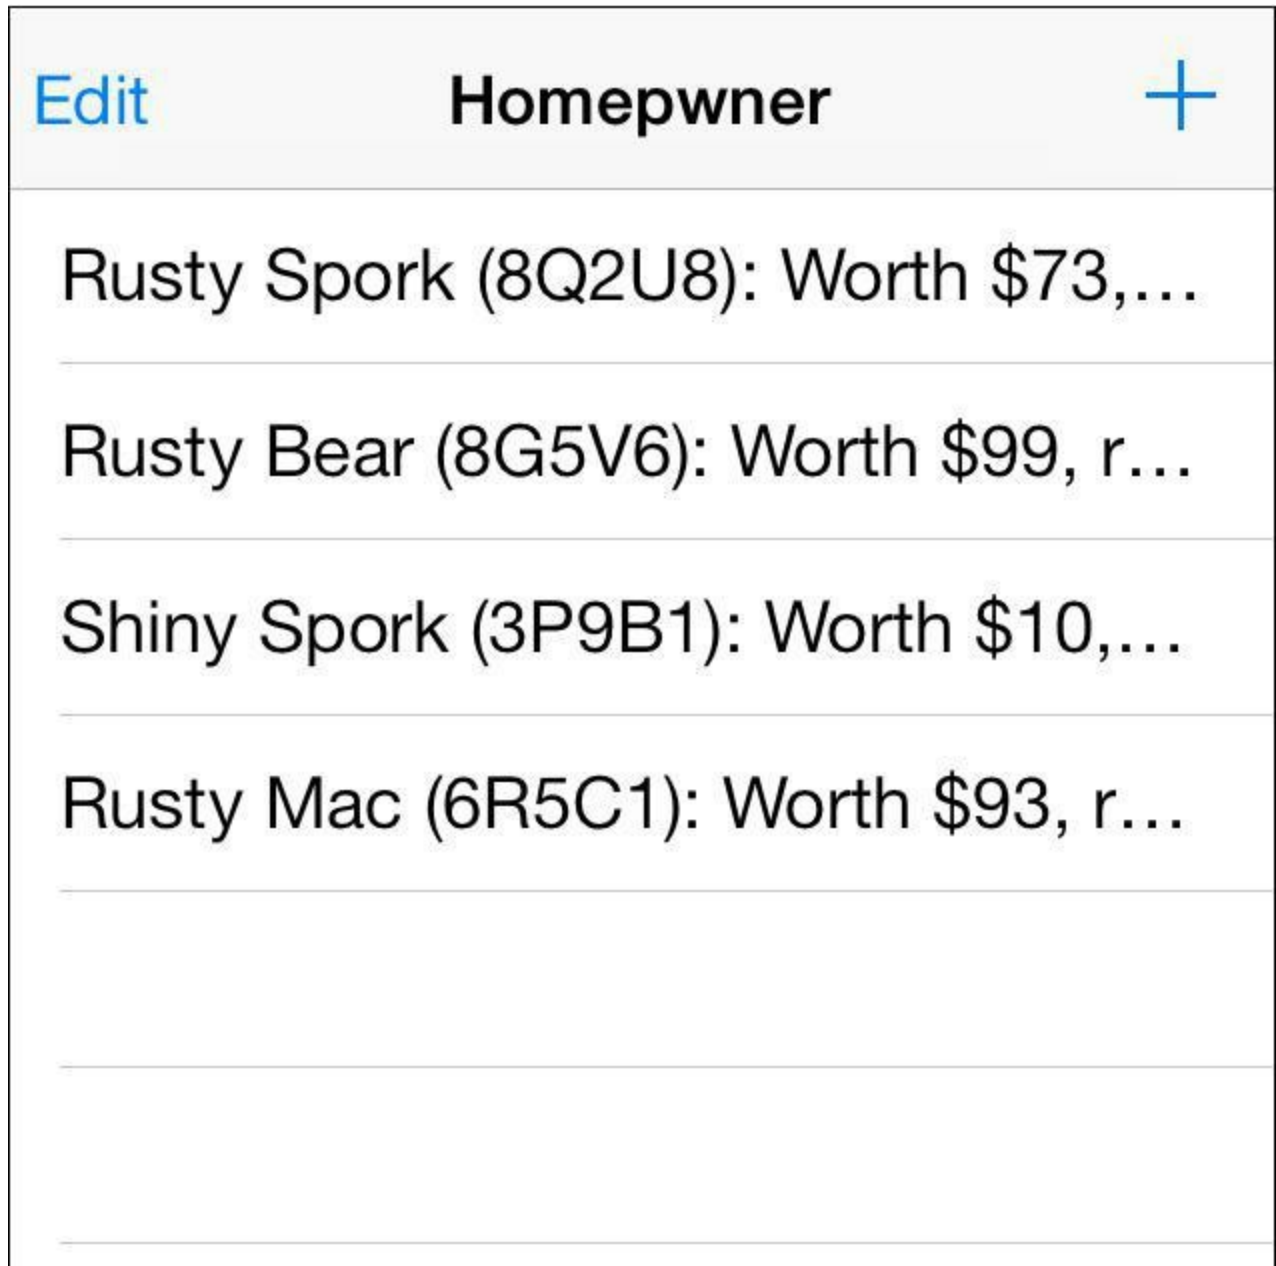 Edit Homepwner +
Rusty Spork (8Q2U8): Worth $73,...
Rusty Bear (8G5V6): Worth $99, r...
Shiny Spork (3P9B1): Worth $10,...
Rusty Mac (6R5C1): Worth $93, r...